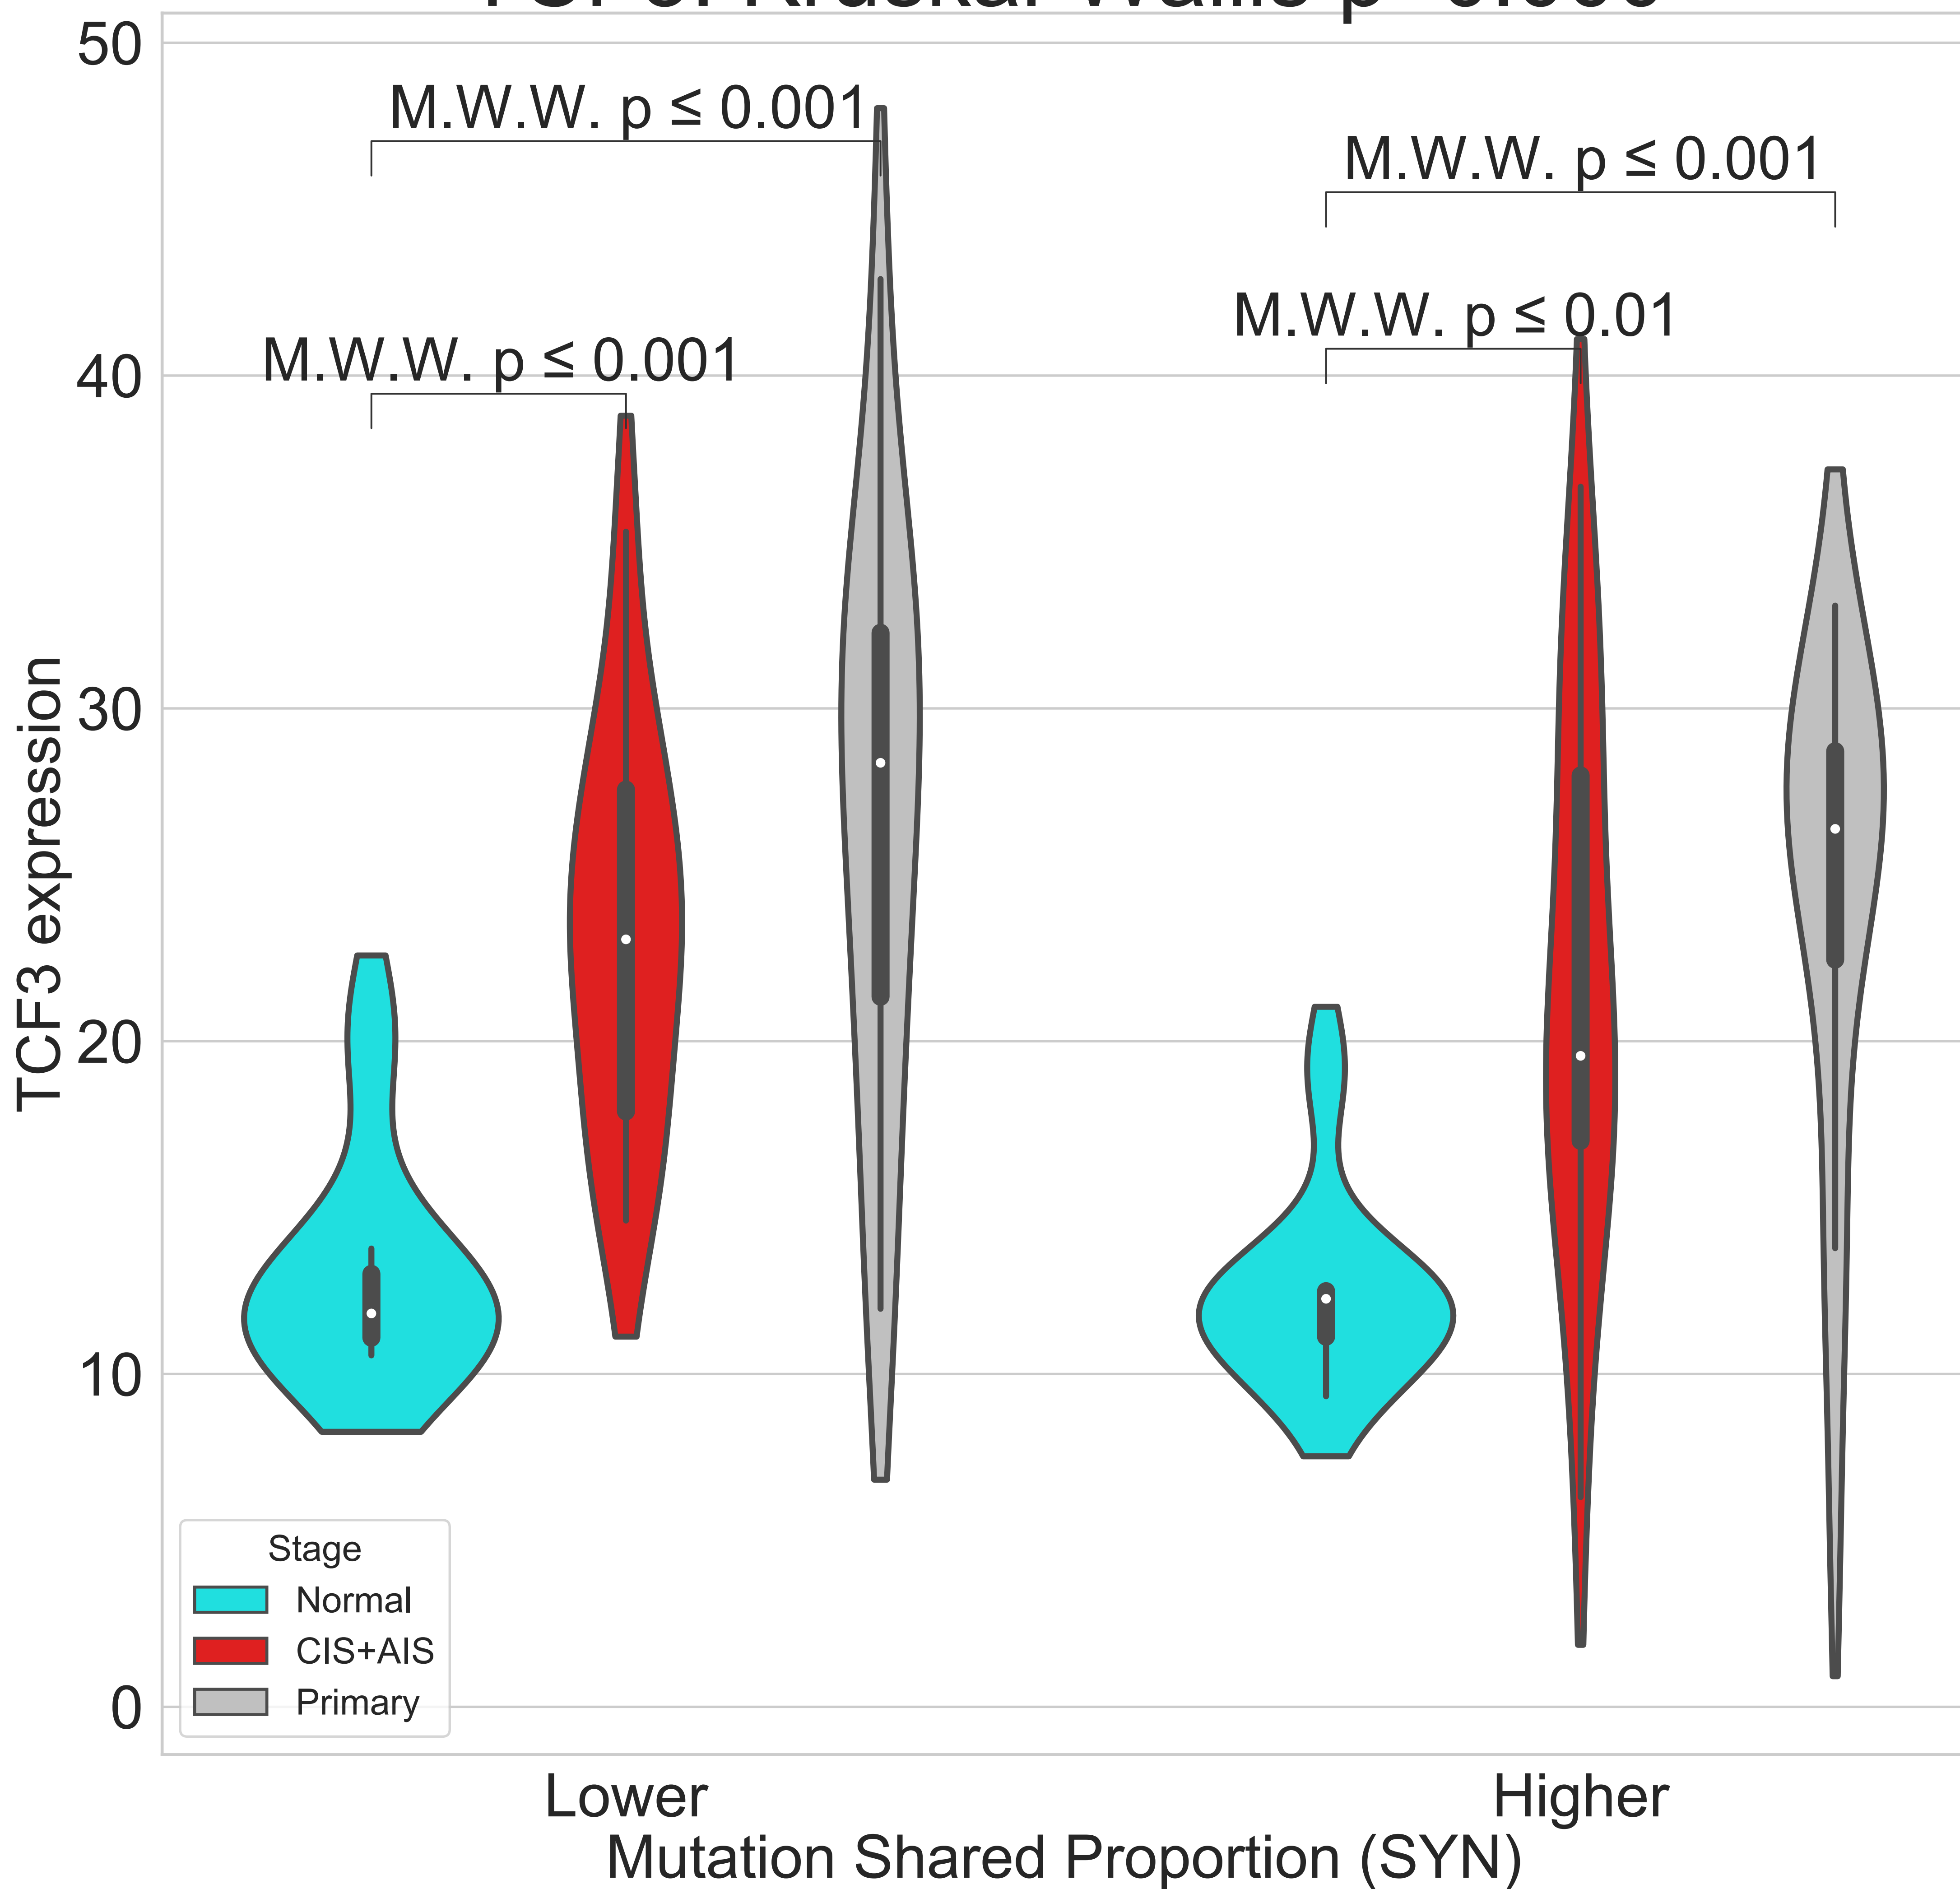 50
M.W.W. p ≤ 0.001
M.W.W. p ≤ 0.001
M.W.W. p ≤ 0.01
M.W.W. p ≤ 0.001
40
30
20
10
0
TCF3 expression
Stage
Normal
CIS+AIS
Primary
Lower
Higher
Mutation Shared Proportion (SYN)